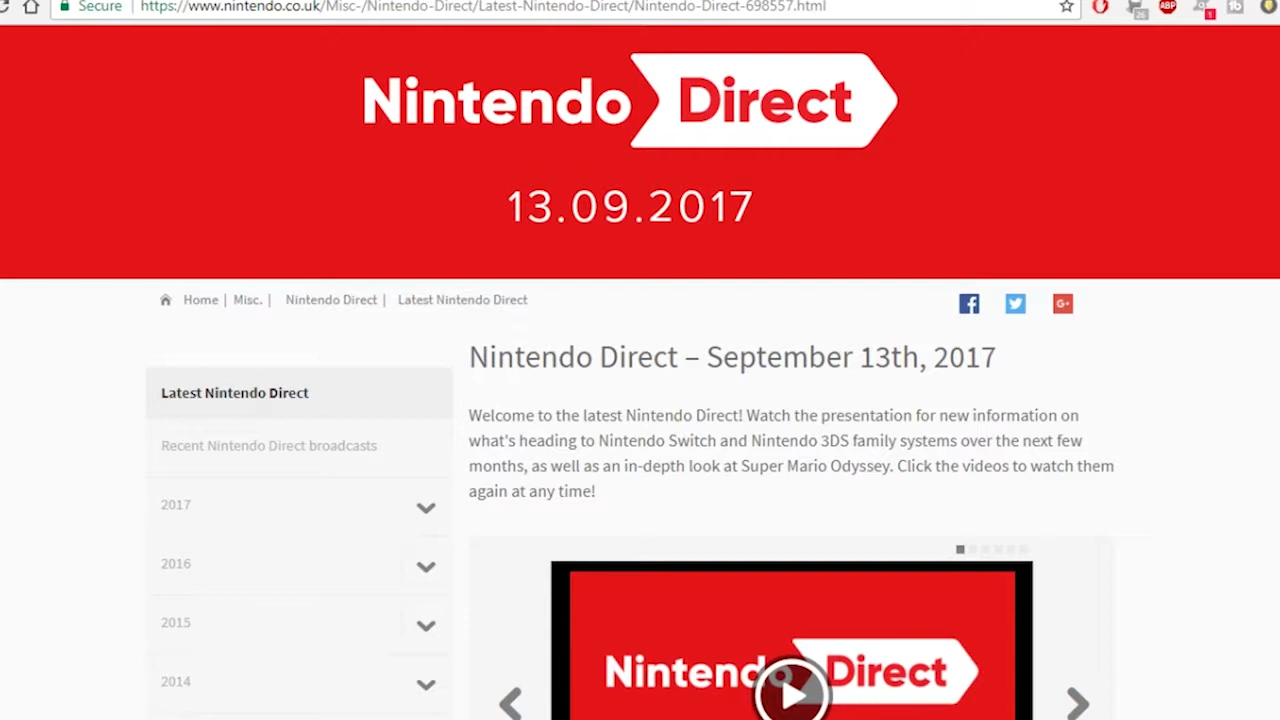 Secure https://www.nintendo.co.uk/Misc-/Nintendo-Direct/Latest-Nintendo-Direct/Nintendo-Direct-698557.html
26 ABP 1
Nintendo Direct
13.09.2017
Home | Misc. | Nintendo Direct | Latest Nintendo Direct
G+
Nintendo Direct – September 13th, 2017
Latest Nintendo Direct
Welcome to the latest Nintendo Direct! Watch the presentation for new information on
what's heading to Nintendo Switch and Nintendo 3DS family systems over the next few
months, as well as an in-depth look at Super Mario Odyssey. Click the videos to watch them
again at any time!
Recent Nintendo Direct broadcasts
2017
2016
2015
2014
Nintendo Direct